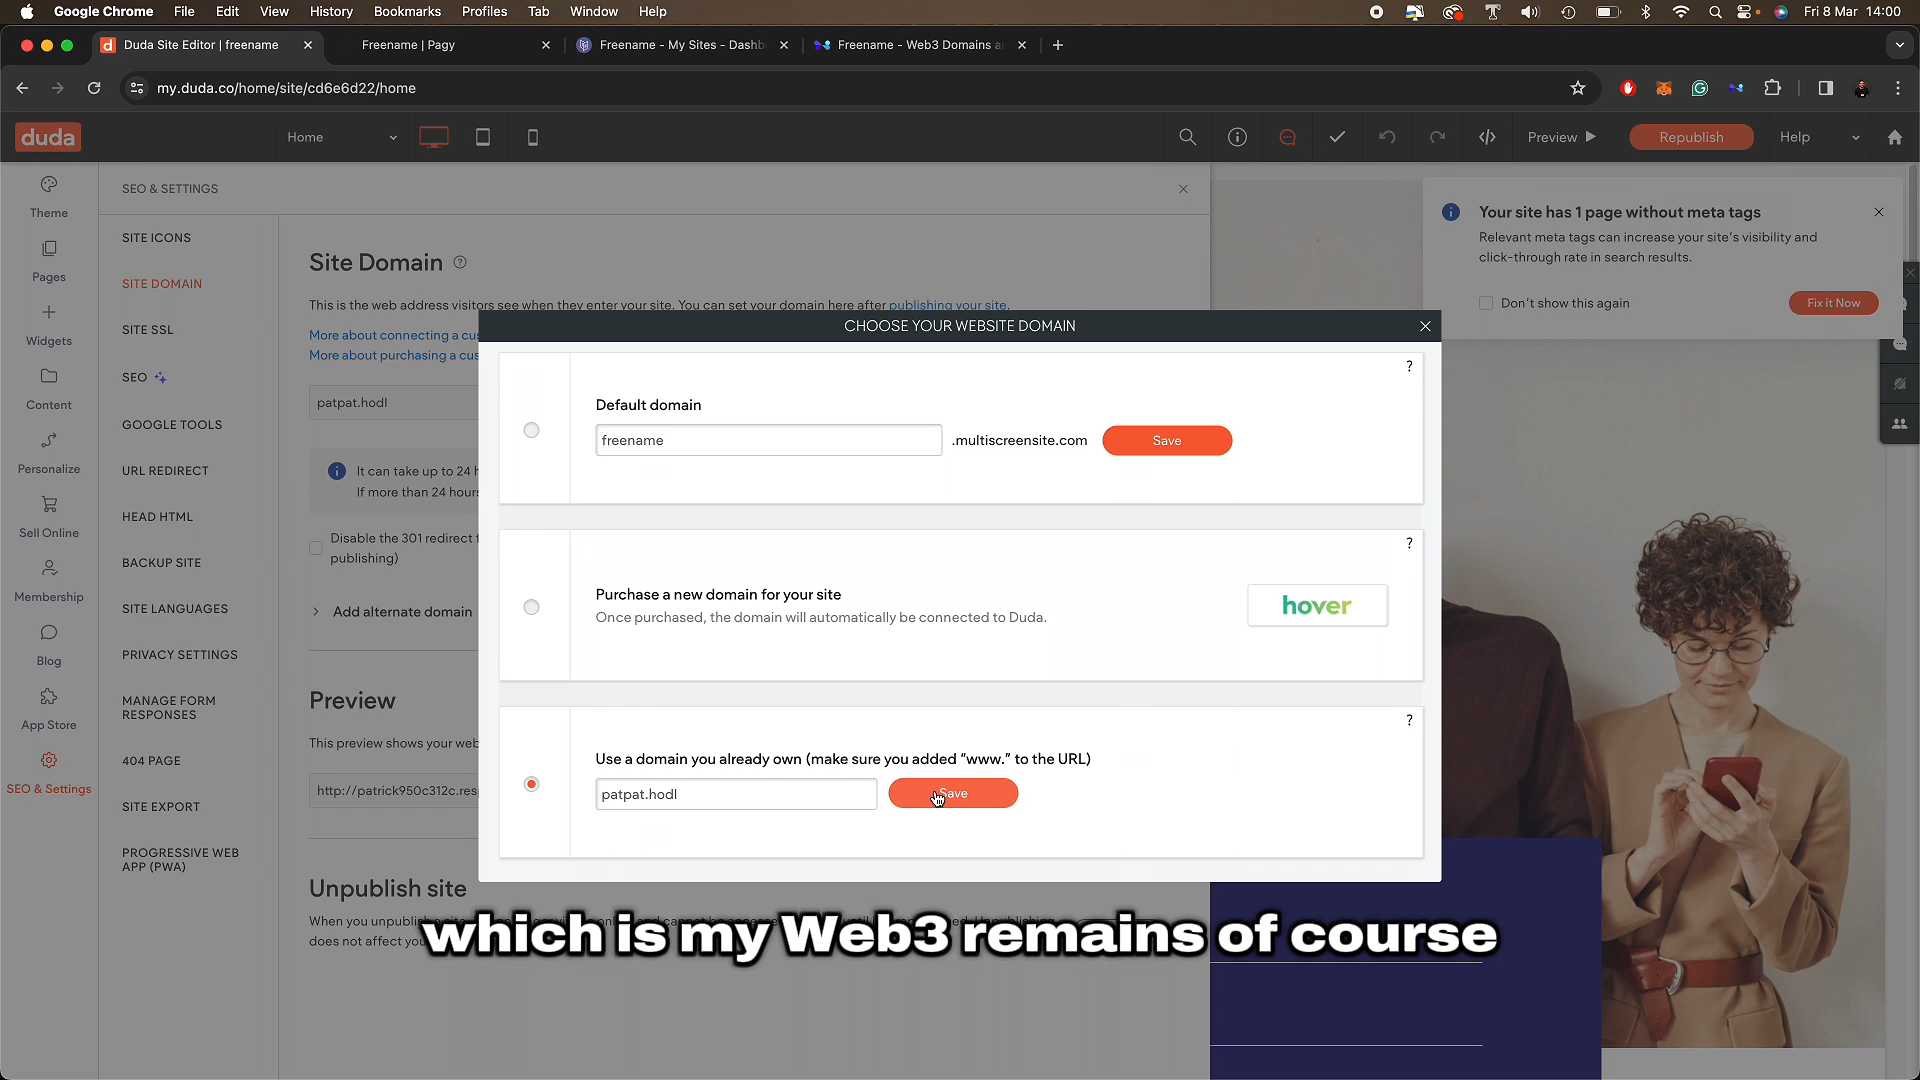 Google Chrome File Edit View History Bookmarks Profiles Tab Window Help Fri 8 Mar 14:00
Duda Site Editor | freename
Freename | Pagy
Freename - My Sites - Dashb
Freename - Web3 Domains a
my.duda.co/home/site/cd6e6d22/home
duda
Home
Preview
Republish
Help
Theme
Pages
Widgets
Content
Personalize
Sell Online
Membership
Blog
App Store
SEO & Settings
SEO & SETTINGS
SITE ICONS
SITE DOMAIN
SITE SSL
SEO
GOOGLE TOOLS
URL REDIRECT
HEAD HTML
BACKUP SITE
SITE LANGUAGES
PRIVACY SETTINGS
MANAGE FORM
RESPONSES
404 PAGE
SITE EXPORT
PROGRESSIVE WEB
APP (PWA)
Site Domain ?
This is the web address visitors see when they enter your site. You can set your domain here after publishing your site.
More about connecting a cu
More about purchasing a cus
patpat.hodl
It can take up to 24 h
If more than 24 hours
Disable the 301 redirect
publishing)
Add alternate domain
Preview
This preview shows your web
http://patrick950c312c.res
Unpublish site
When you unpublish
does not affect you
Your site has 1 page without meta tags
Relevant meta tags can increase your site's visibility and
click-through rate in search results.
Don't show this again
Fix it Now
CHOOSE YOUR WEBSITE DOMAIN
?
Default domain
freename
.multiscreensite.com
Save
?
Purchase a new domain for your site
Once purchased, the domain will automatically be connected to Duda.
hover
?
Use a domain you already own (make sure you added “www.” to the URL)
patpat.hodl
Save
which is my Web3 remains of course